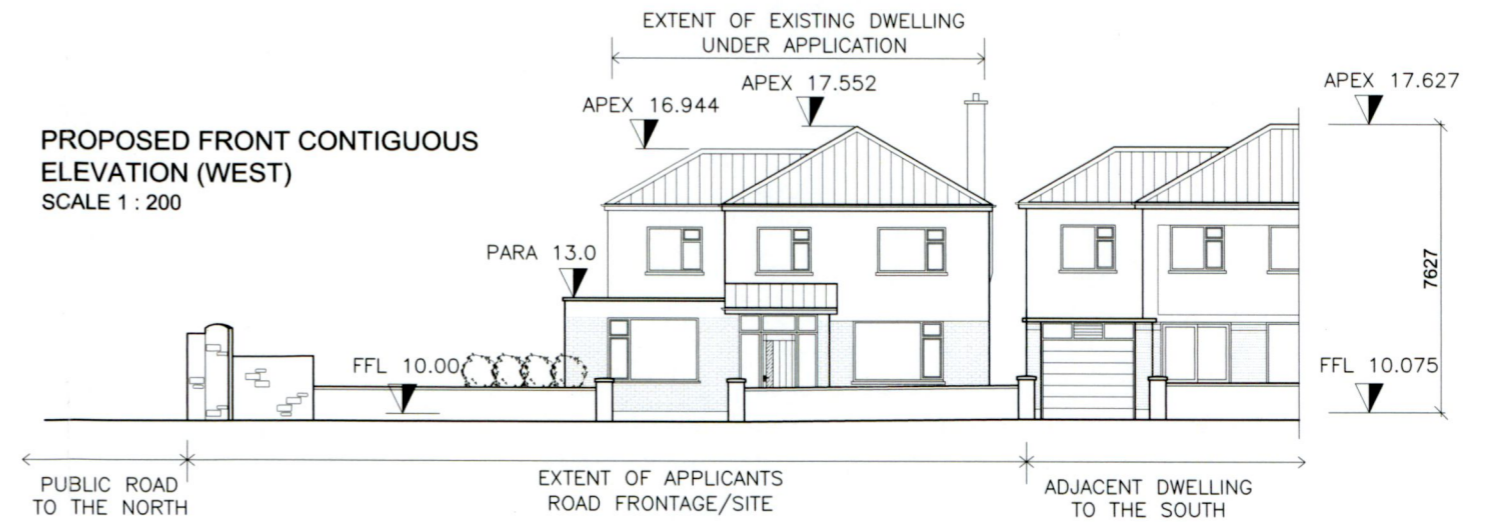 EXTENT OF EXISTING DWELLING
UNDER APPLICATION
APEX 16.944
APEX 17.552
APEX 17.627
PROPOSED FRONT CONTIGUOUS
ELEVATION (WEST)
SCALE 1 : 200
PARA 13.0
7627
FFL 10.00
FFL 10.075
PUBLIC ROAD
TO THE NORTH
EXTENT OF APPLICANTS
ROAD FRONTAGE/SITE
ADJACENT DWELLING
TO THE SOUTH